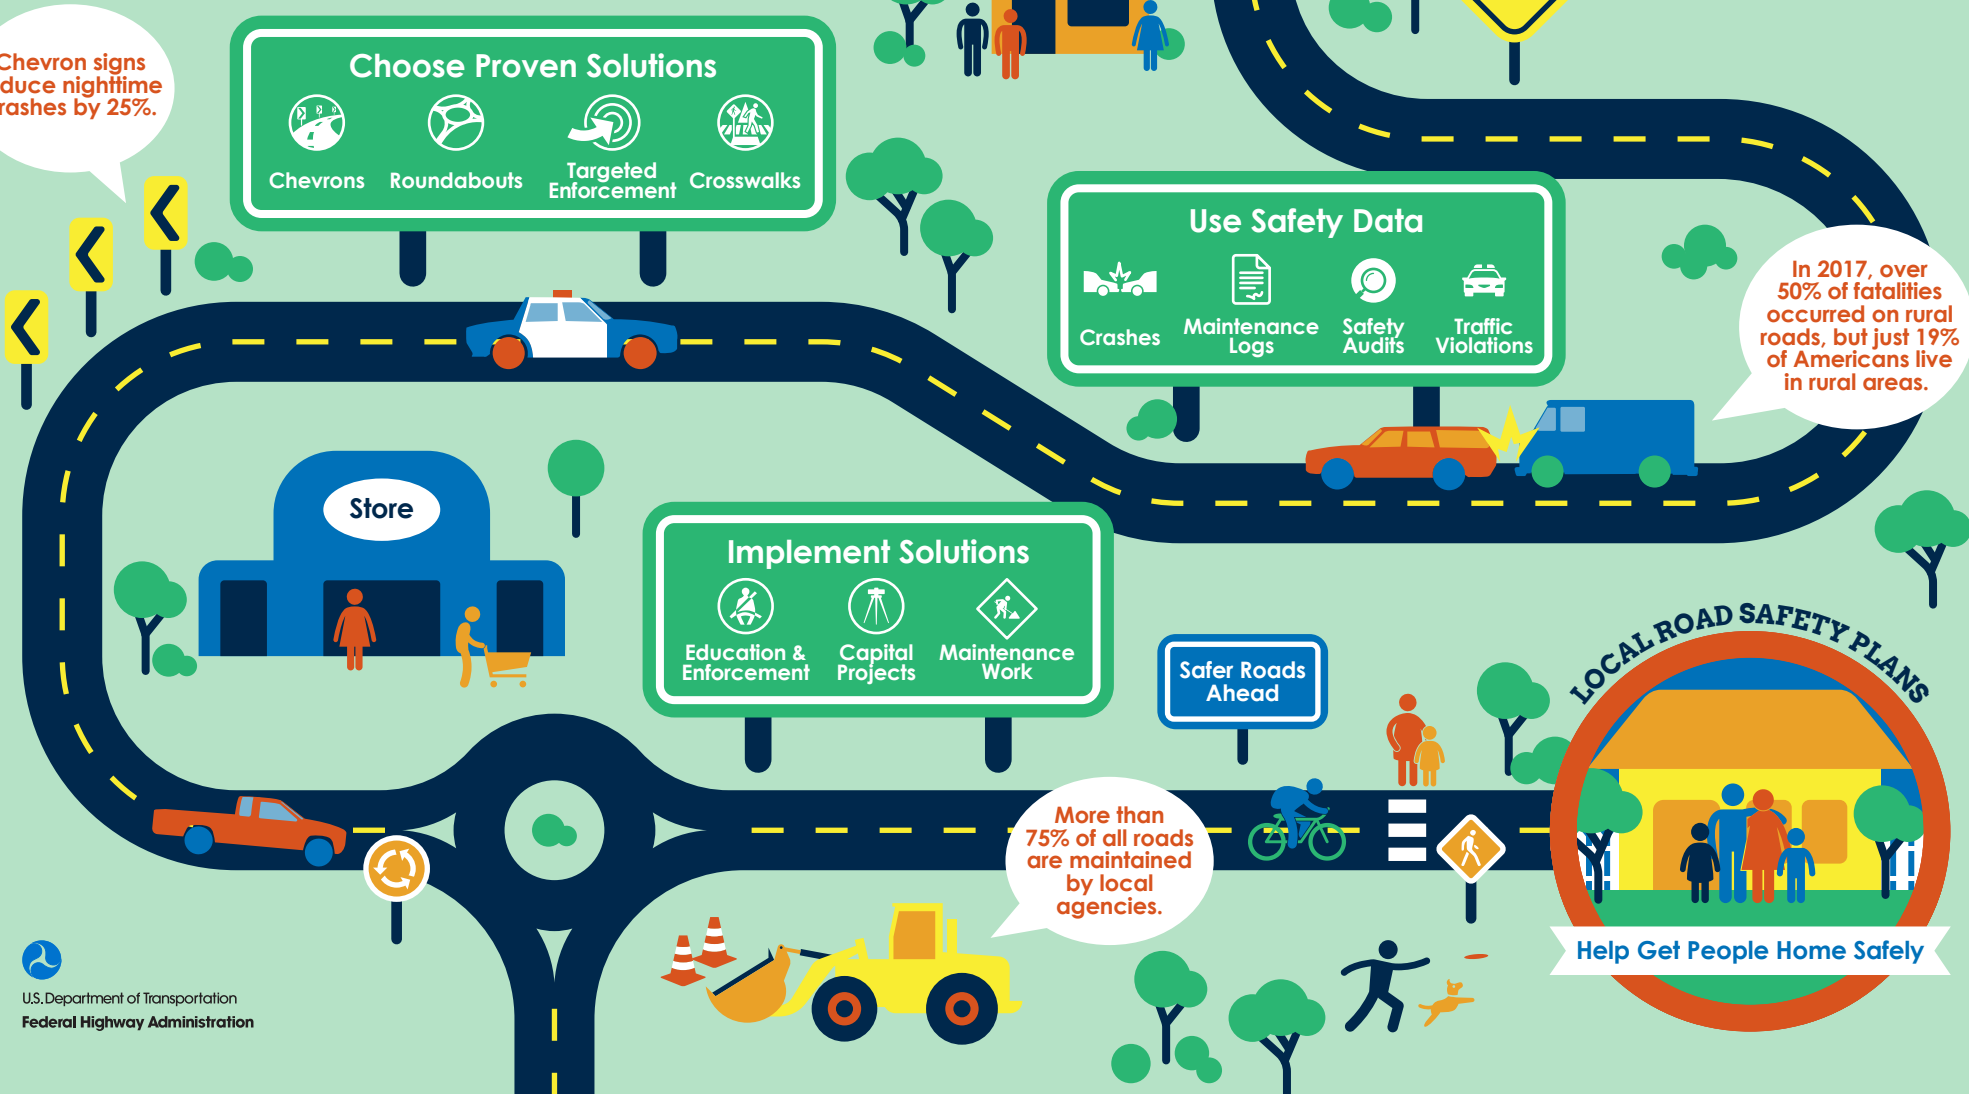 Chevron signs
duce nighttime
rashes by 25%.
Choose Proven Solutions
Chevrons
Roundabouts
Targeted
Enforcement
Crosswalks
Use Safety Data
Crashes
Maintenance
Logs
Safety
Audits
Traffic
Violations
In 2017, over
50% of fatalities
occurred on rural
roads, but just 19%
of Americans live
in rural areas.
Store
Implement Solutions
Education &
Enforcement
Capital
Projects
Maintenance
Work
Safer Roads
Ahead
LOCAL ROAD SAFETY PLANS
More than
75% of all roads
are maintained
by local
agencies.
Help Get People Home Safely
U.S. Department of Transportation
Federal Highway Administration